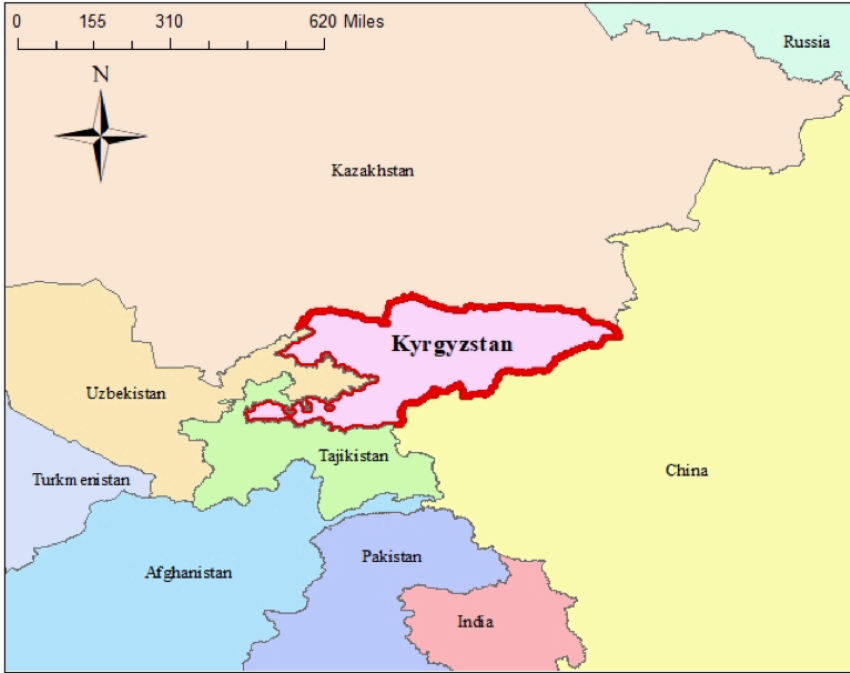 0 155 310 620 Miles
Russia
N
Kazakhstan
Kyrgyzstan
Uzbekistan
Tajikistan
China
Turkmenistan
Pakistan
Afghanistan
India